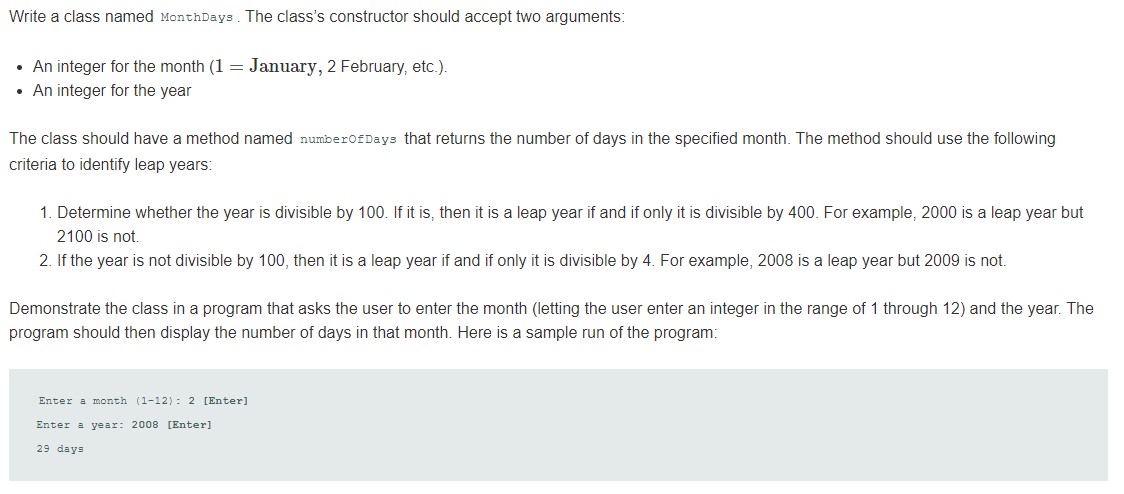 Write a class named MonthDays. The class’s constructor should accept two arguments:
• An integer for the month (1 = January, 2 February, etc.).
• An integer for the year
The class should have a method named numberOfDays that returns the number of days in the specified month. The method should use the following
criteria to identify leap years:
1. Determine whether the year is divisible by 100. If it is, then it is a leap year if and if only it is divisible by 400. For example, 2000 is a leap year but
2100 is not.
2. If the year is not divisible by 100, then it is a leap year if and if only it is divisible by 4. For example, 2008 is a leap year but 2009 is not.
Demonstrate the class in a program that asks the user to enter the month (letting the user enter an integer in the range of 1 through 12) and the year. The
program should then display the number of days in that month. Here is a sample run of the program:
Enter a month (1-12): 2 [Enter]
Enter a year: 2008 [Enter]
29 days